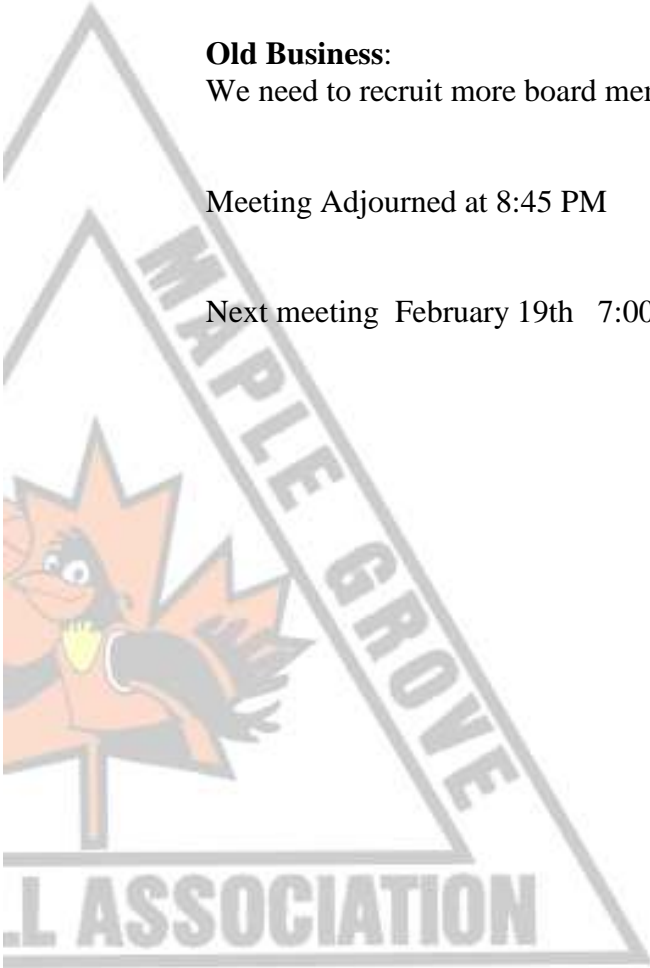 Old Business:
We need to recruit more board
Meeting Adjourned at 8:45 PM
Next meeting February 19th 7:00
MAPLE GROVE
ASSOCIATION